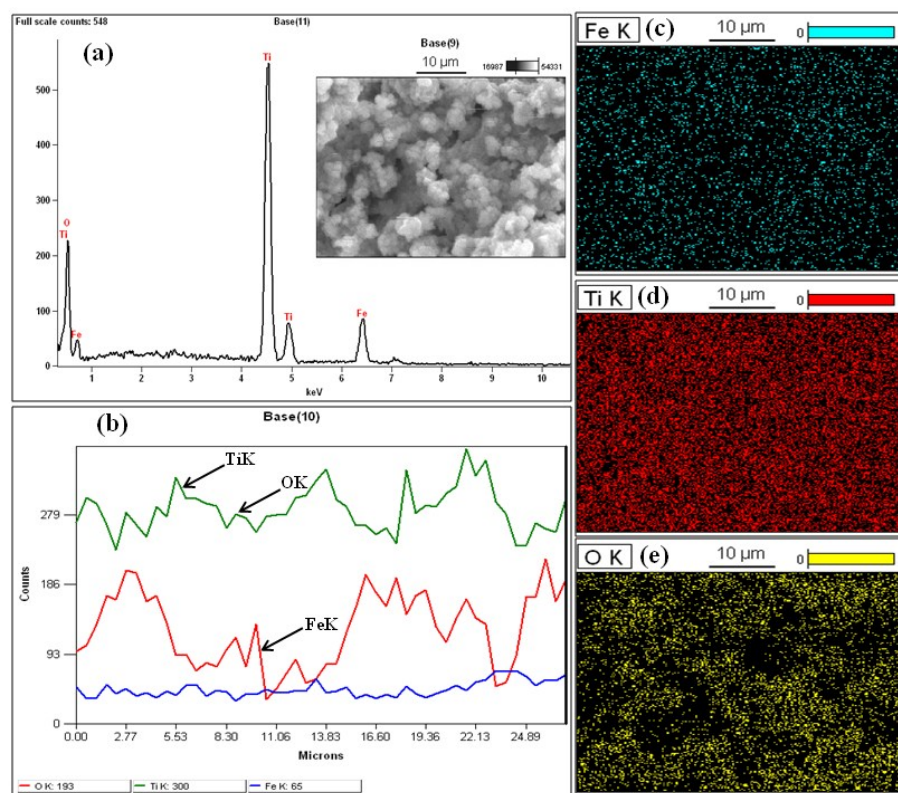 Full scale counts: 548
Base(11)
(a)
Ti
500
400
300
200
100
0
O
Ti
Fe
Ti
Fe
1 2 3 4 5 6 7 8 9 10
keV
Base(9)
10 μm
16987 54331
(b)
Base(10)
TiK
OK
FeK
Counts
279
186
93
0
0.00 2.77 5.53 8.30 11.06 13.83 16.60 19.36 22.13 24.89
Microns
O K: 193 Ti K: 300 Fe K: 65
Fe K (c) 10 μm 0
Ti K (d) 10 μm 0
O K (e) 10 μm 0